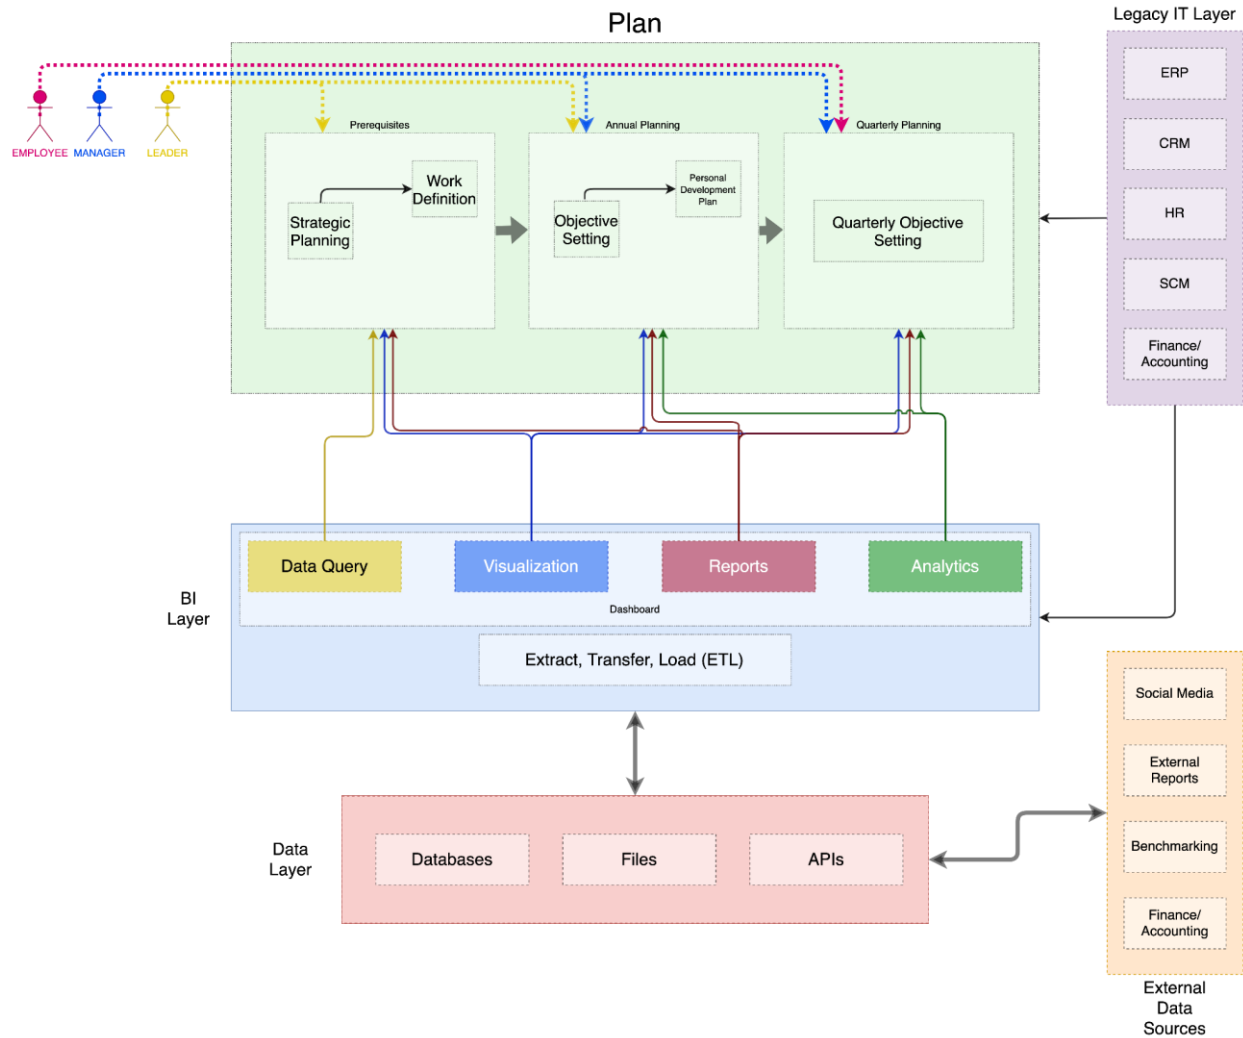 Plan
Legacy IT Layer
EMPLOYEE
MANAGER
LEADER
Prerequisites
Strategic
Planning
Work
Definition
Annual Planning
Objective
Setting
Personal
Development
Plan
Quarterly Planning
Quarterly Objective
Setting
ERP
CRM
HR
SCM
Finance/
Accounting
BI
Layer
Data Query
Visualization
Reports
Analytics
Dashboard
Extract, Transfer, Load (ETL)
Data
Layer
Databases
Files
APIs
Social Media
External
Reports
Benchmarking
Finance/
Accounting
External
Data
Sources